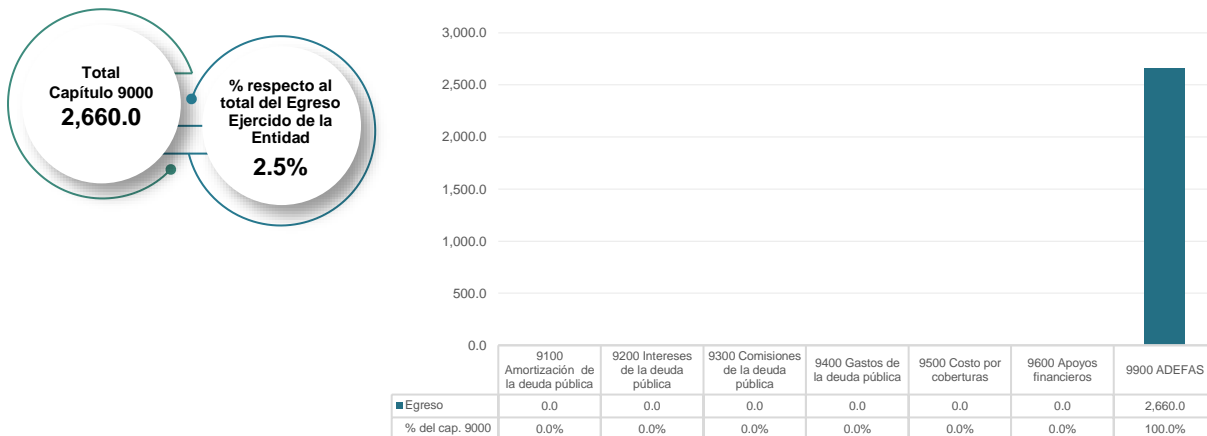 Total
Capítulo 9000
2,660.0
% respecto al
total del Egreso
Ejercido de la
Entidad
2.5%
3,000.0
2,500.0
2,000.0
1,500.0
1,000.0
500.0
0.0
9100
Amortización de
la deuda pública
9200 Intereses
de la deuda
pública
9300 Comisiones
de la deuda
pública
9400 Gastos de
la deuda pública
9500 Costo por
coberturas
9600 Apoyos
financieros
9900 ADEFAS
Egreso 0.0 0.0 0.0 0.0 0.0 0.0 2,660.0
% del cap. 9000 0.0% 0.0% 0.0% 0.0% 0.0% 0.0% 100.0%